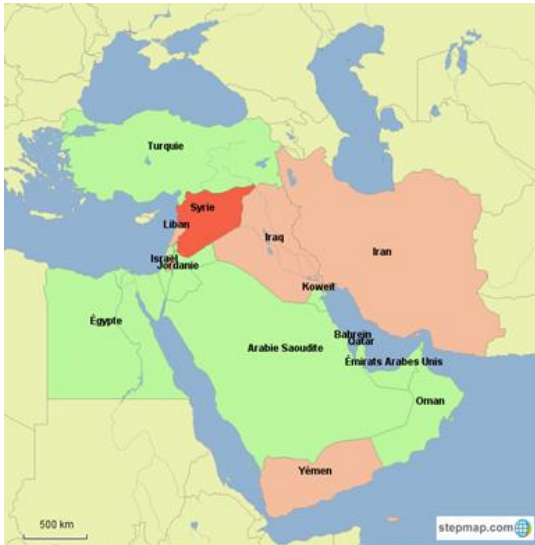 Turquie
Syrie
Liban
Iraq
Iran
Israël
Jordanie
Koweit
Égypte
Bahrein
Qatar
Arabie Saoudite
Émirats Arabes Unis
Oman
Yémen
500 km
stepmap.com